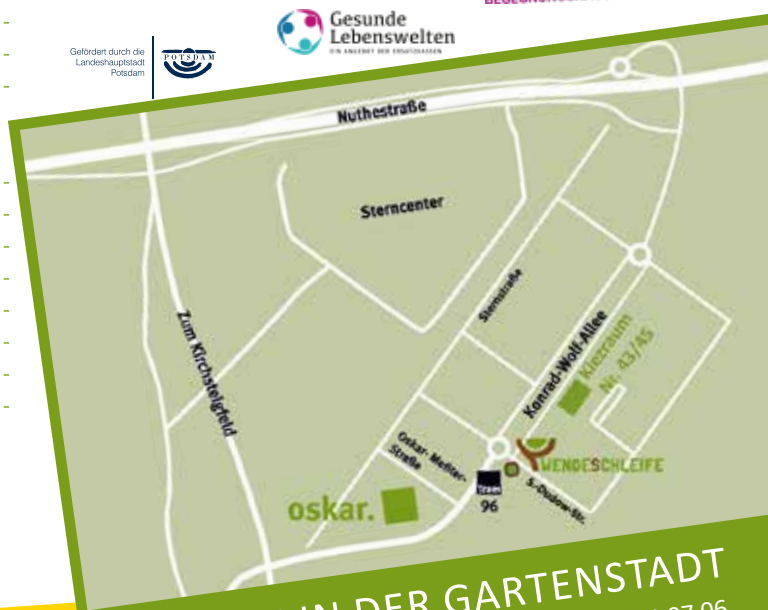 Gesunde
Lebenswelten
EIN ANGEBOT DER ERSATZKASSEN
Gefördert durch die
Landeshauptstadt
Potsdam
POTSDAM
Nuthestraße
Sterncenter
Sternstraße
Zum Kirchsteigfeld
Konrad-Wolf-Allee
Kiezraum
Nr. 43/45
Oskar-Meßter-
Straße
WENDESCHLEIFE
Tram
96
S.-Dudow-Str.
oskar.
IN DER GARTENSTADT